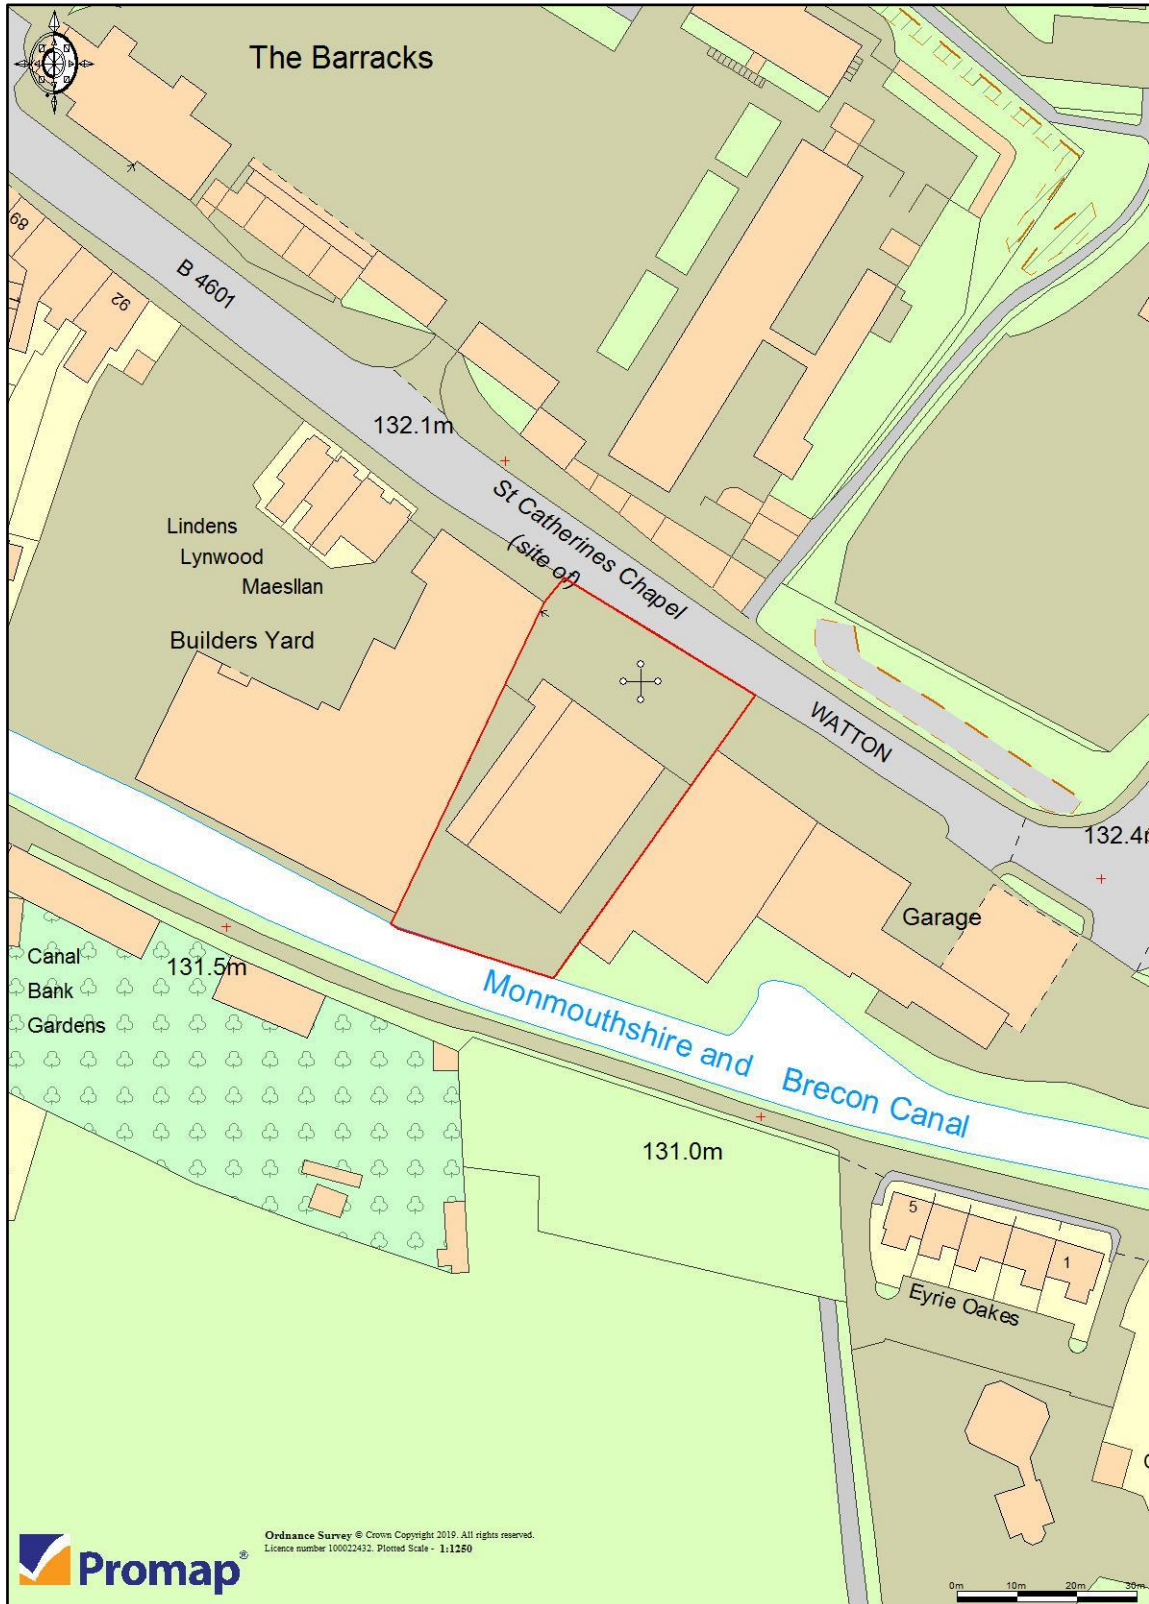 The Barracks
89
92
B 4601
132.1m
St Catherines Chapel
(site of)
Lindens
Lynwood
Maesllan
Builders Yard
WATTON
132.4
Garage
Canal
Bank
Gardens
131.5m
Monmouthshire and Brecon Canal
131.0m
5
1
Eyrie Oakes
Promap®
Ordnance Survey © Crown Copyright 2019. All rights reserved.
Licence number 100022432. Plotted Scale - 1:1250
0m 10m 20m 30m